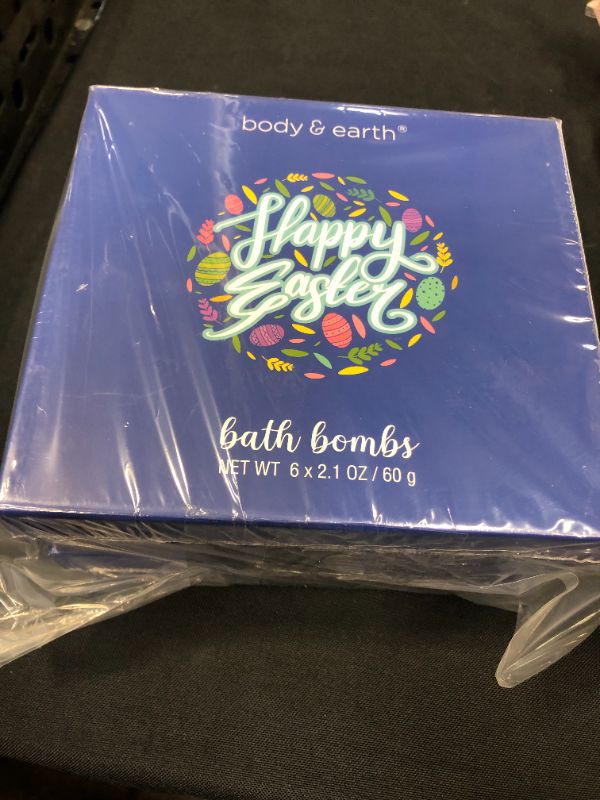 body & earth®
Happy
Easter
bath bombs
NET WT 6 x 2.1 OZ / 60 g